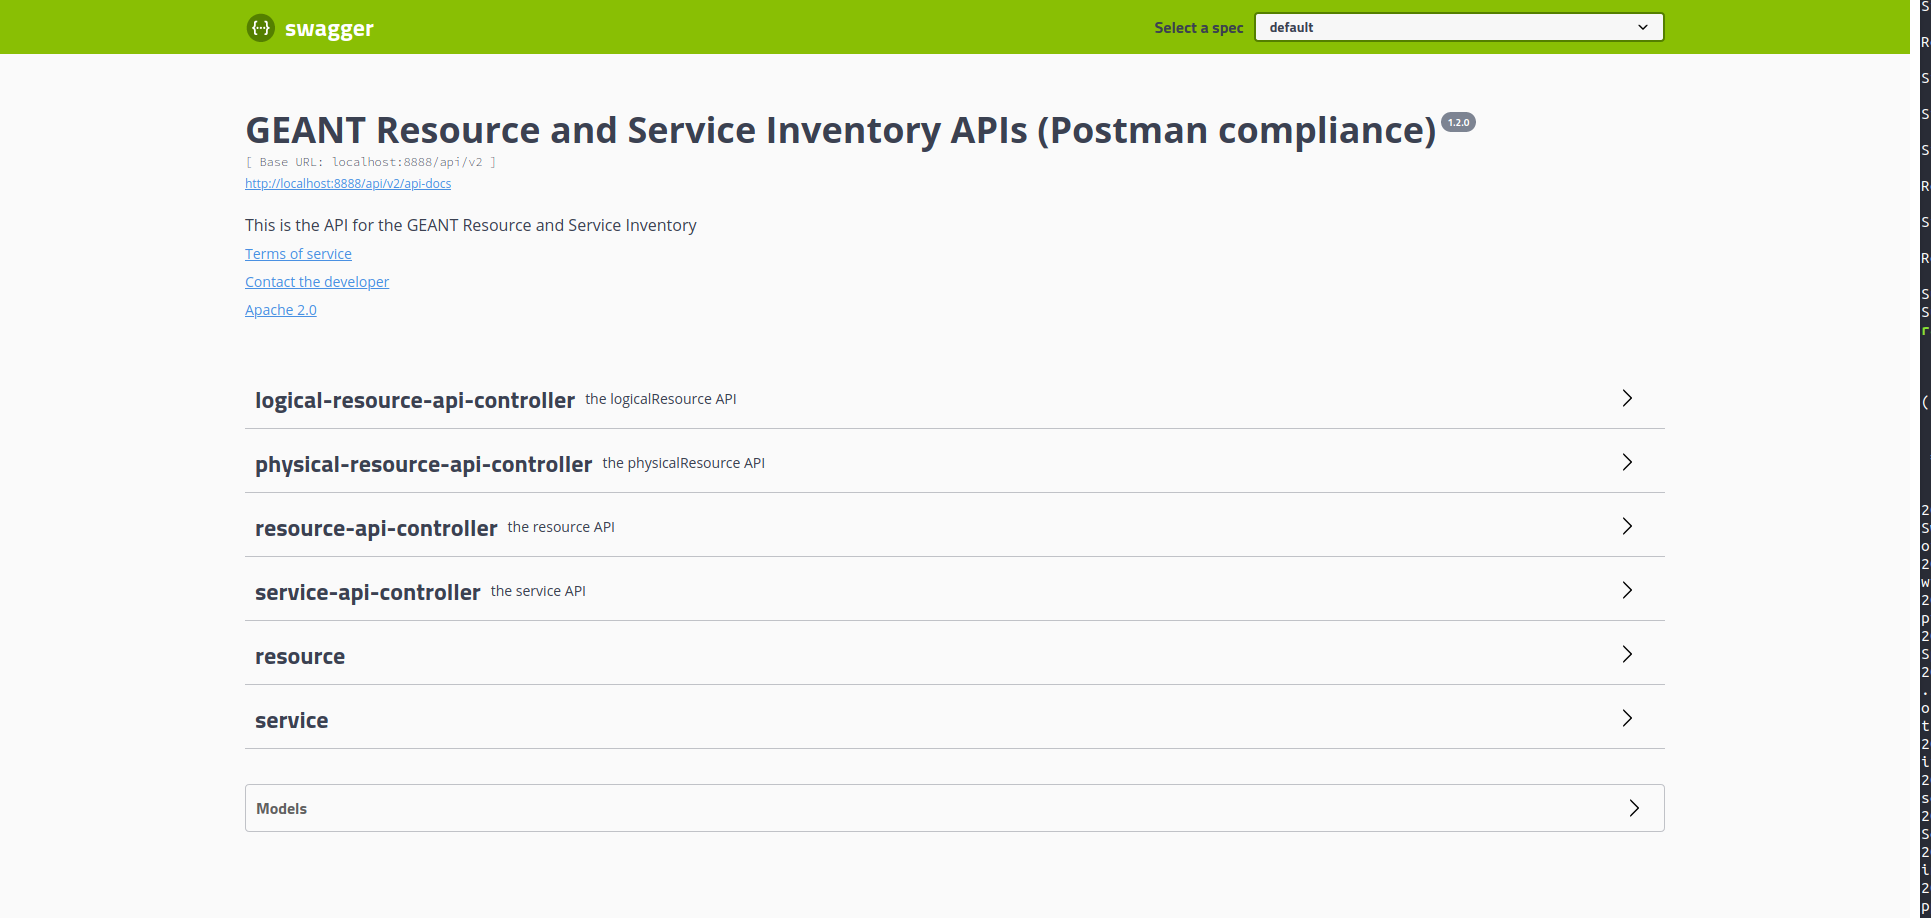 {···} swagger
Select a spec default
GEANT Resource and Service Inventory APIs (Postman compliance) 1.2.0
[ Base URL: localhost:8888/api/v2 ]
http://localhost:8888/api/v2/api-docs
This is the API for the GEANT Resource and Service Inventory
Terms of service
Contact the developer
Apache 2.0
logical-resource-api-controller the logicalResource API
physical-resource-api-controller the physicalResource API
resource-api-controller the resource API
service-api-controller the service API
resource
service
Models